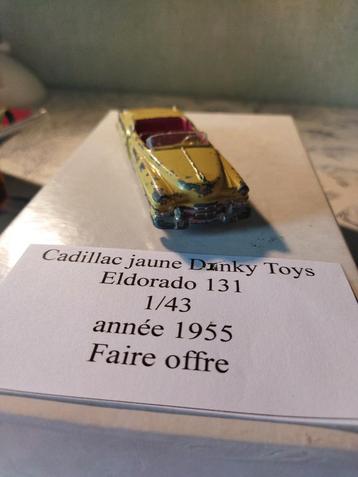 Cadillac jaune Dinky Toys
Eldorado 131
1/43
année 1955
Faire offre